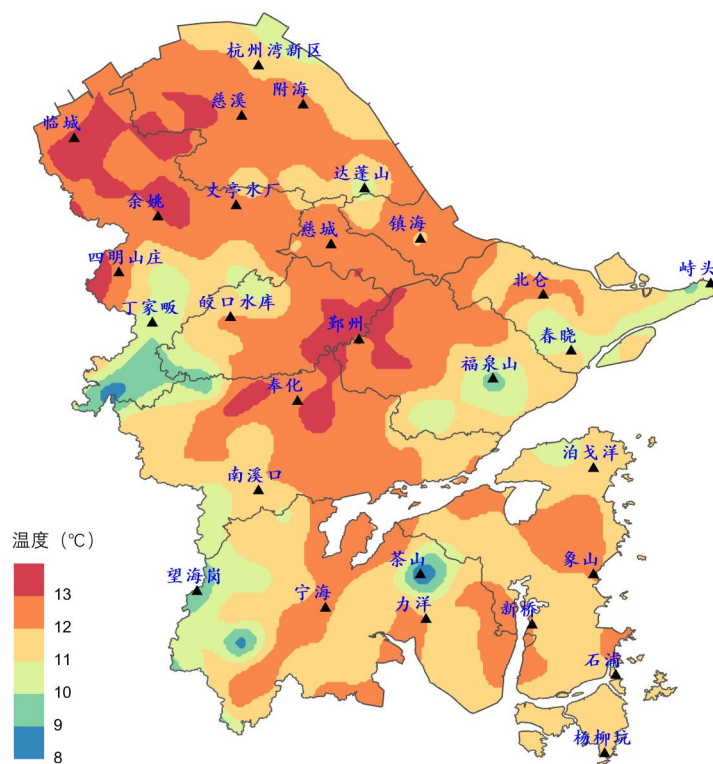 杭州湾新区
附海
慈溪
临城
达蓬山
丈亭水厂
余姚
慈城
镇海
四明山庄
北仑
峙头
丁家畈
皎口水库
鄞州
春晓
福泉山
奉化
泊戈洋
南溪口
温度（℃）
望海岗
茶山
象山
宁海
力洋
新桥
石浦
杨柳坑
13
12
11
10
9
8